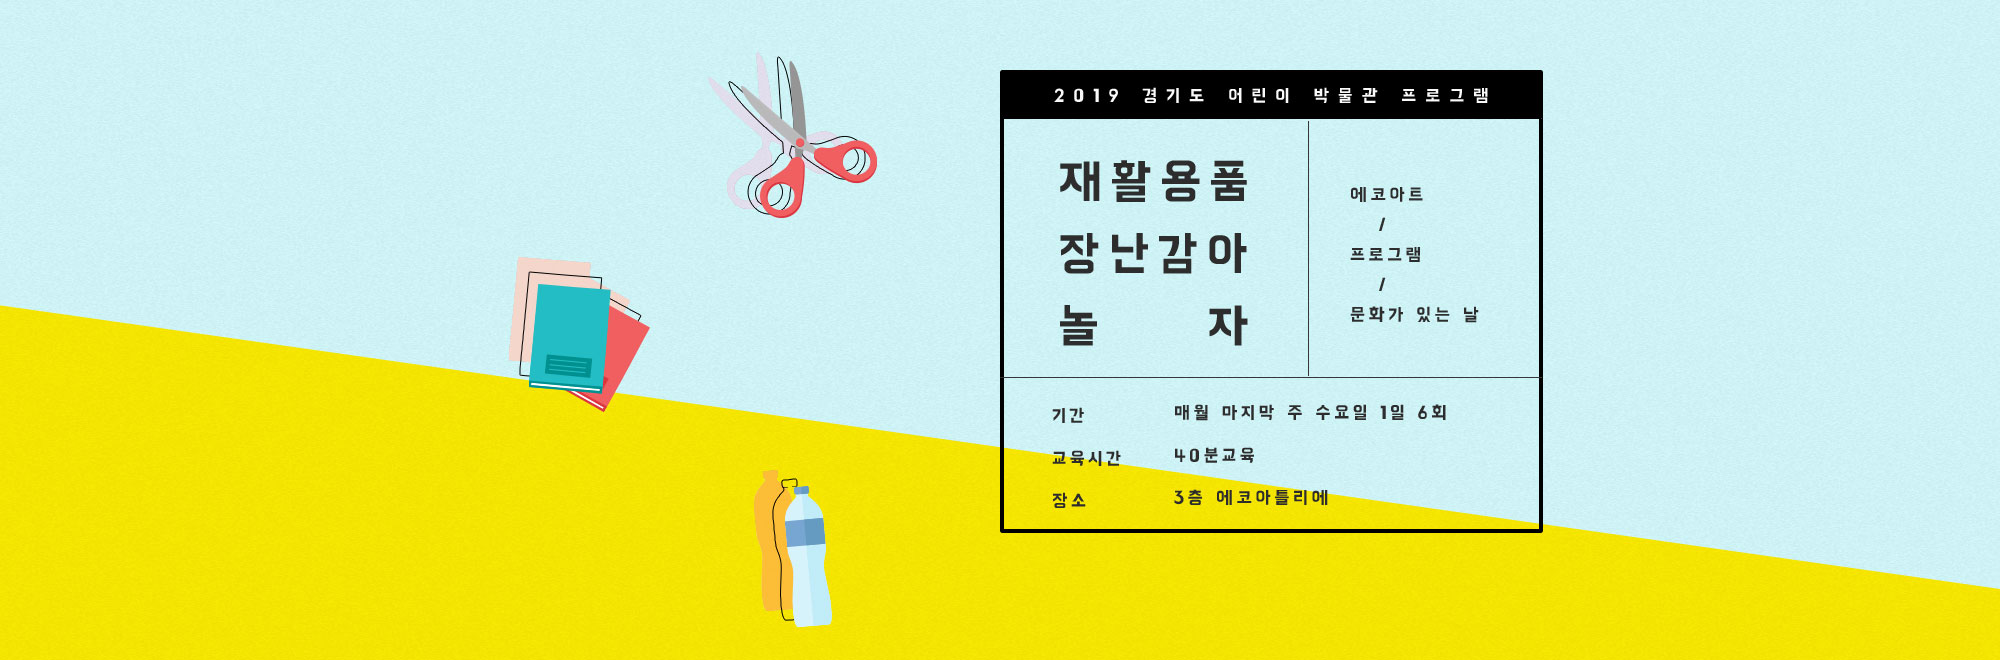 2019 경기도 어린이 박물관 프로그램
재활용품
장난감아
놀 자
에코아트
/
프로그램
/
문화가 있는 날
기간 매월 마지막 주 수요일 1일 6회
교육시간 40분교육
장소 3층 에코아틀리에